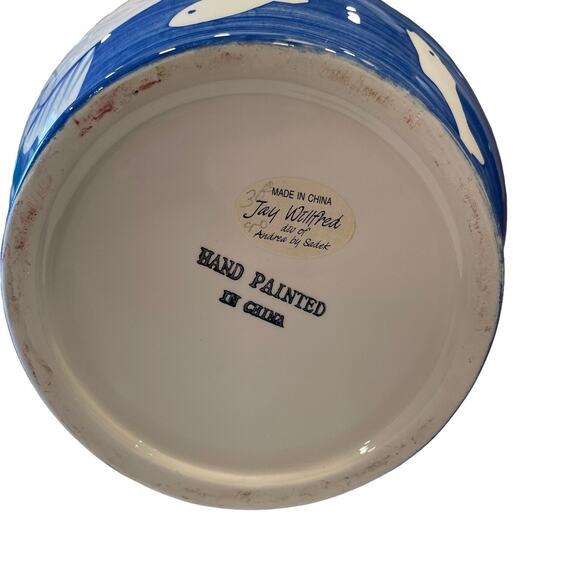 MADE IN CHINA
Jay Willfred
div of
Andrea by Sadek
HAND PAINTED
IN CHINA